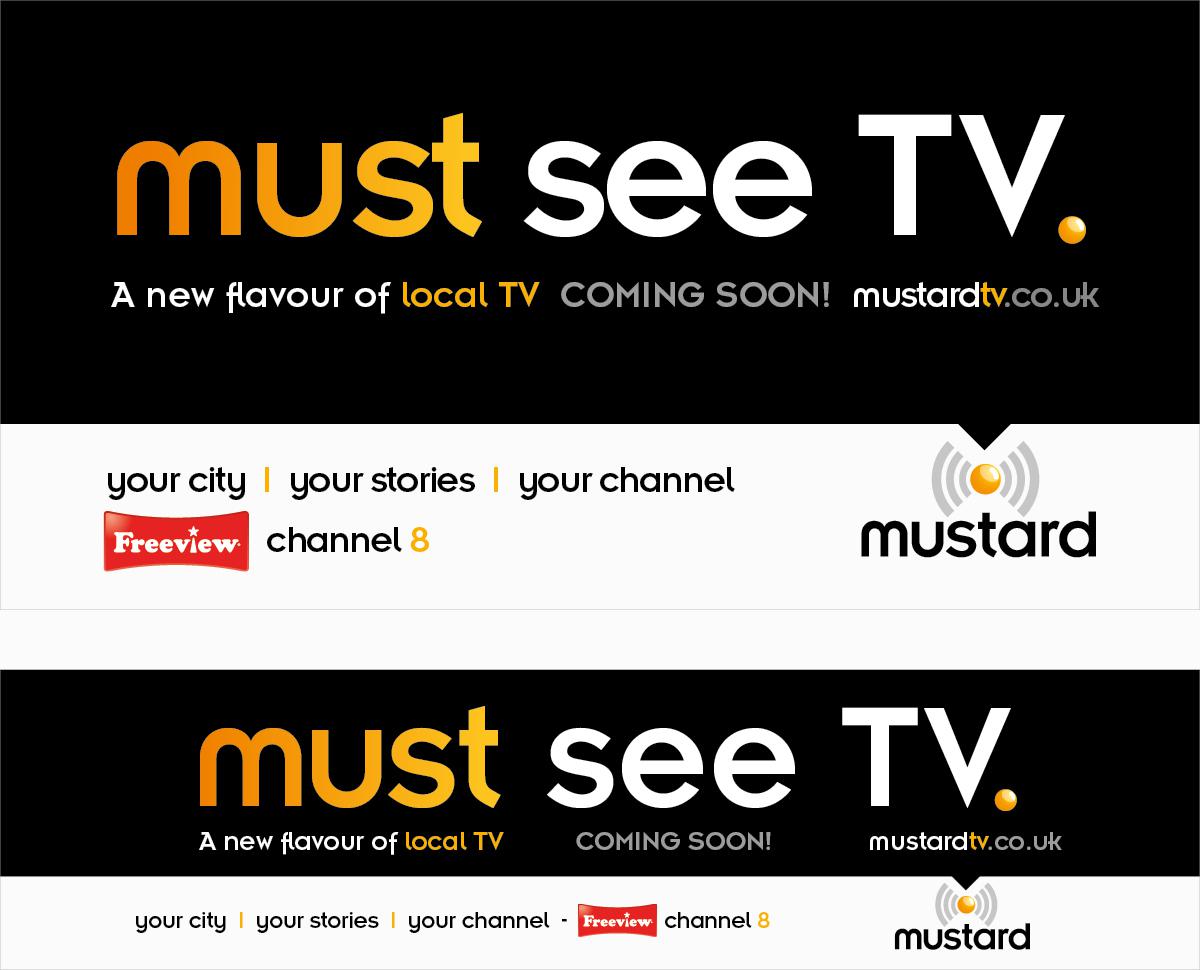 must see TV.
A new flavour of local TV COMING SOON! mustardtv.co.uk
your city | your stories | your channel
Freeview channel 8
mustard
must see TV.
A new flavour of local TV COMING SOON! mustardtv.co.uk
your city | your stories | your channel - Freeview channel 8
mustard